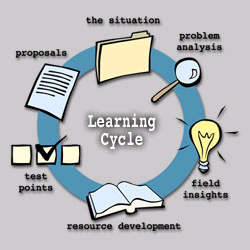 the situation
problem
analysis
proposals
Learning
Cycle
test
points
field
insights
resource development